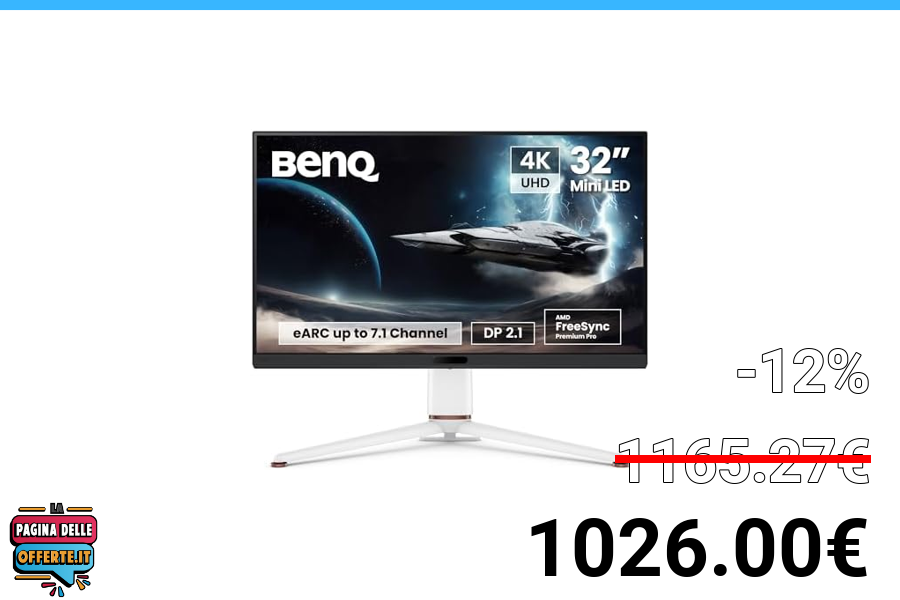 BenQ
4K
UHD
32”
Mini LED
eARC up to 7.1 Channel
DP 2.1
AMD
FreeSync
Premium Pro
-12%
1165.27€
1026.00€
LA
PAGINA DELLE
OFFERTE.IT